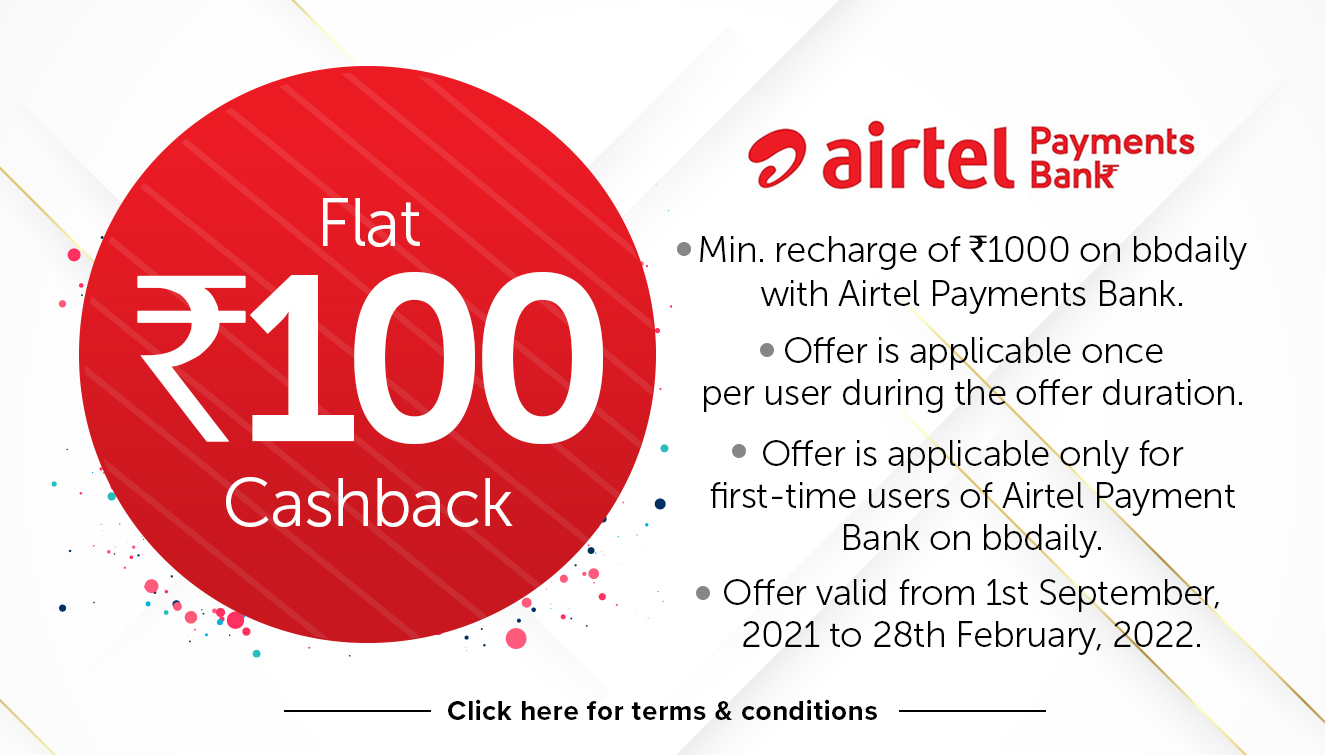 Flat
₹100
Cashback
airtel Payments
Bank
• Min. recharge of ₹1000 on bbdaily
with Airtel Payments Bank.
• Offer is applicable once
per user during the offer duration.
• Offer is applicable only for
first-time users of Airtel Payment
Bank on bbdaily.
• Offer valid from 1st September,
2021 to 28th February, 2022.
Click here for terms & conditions